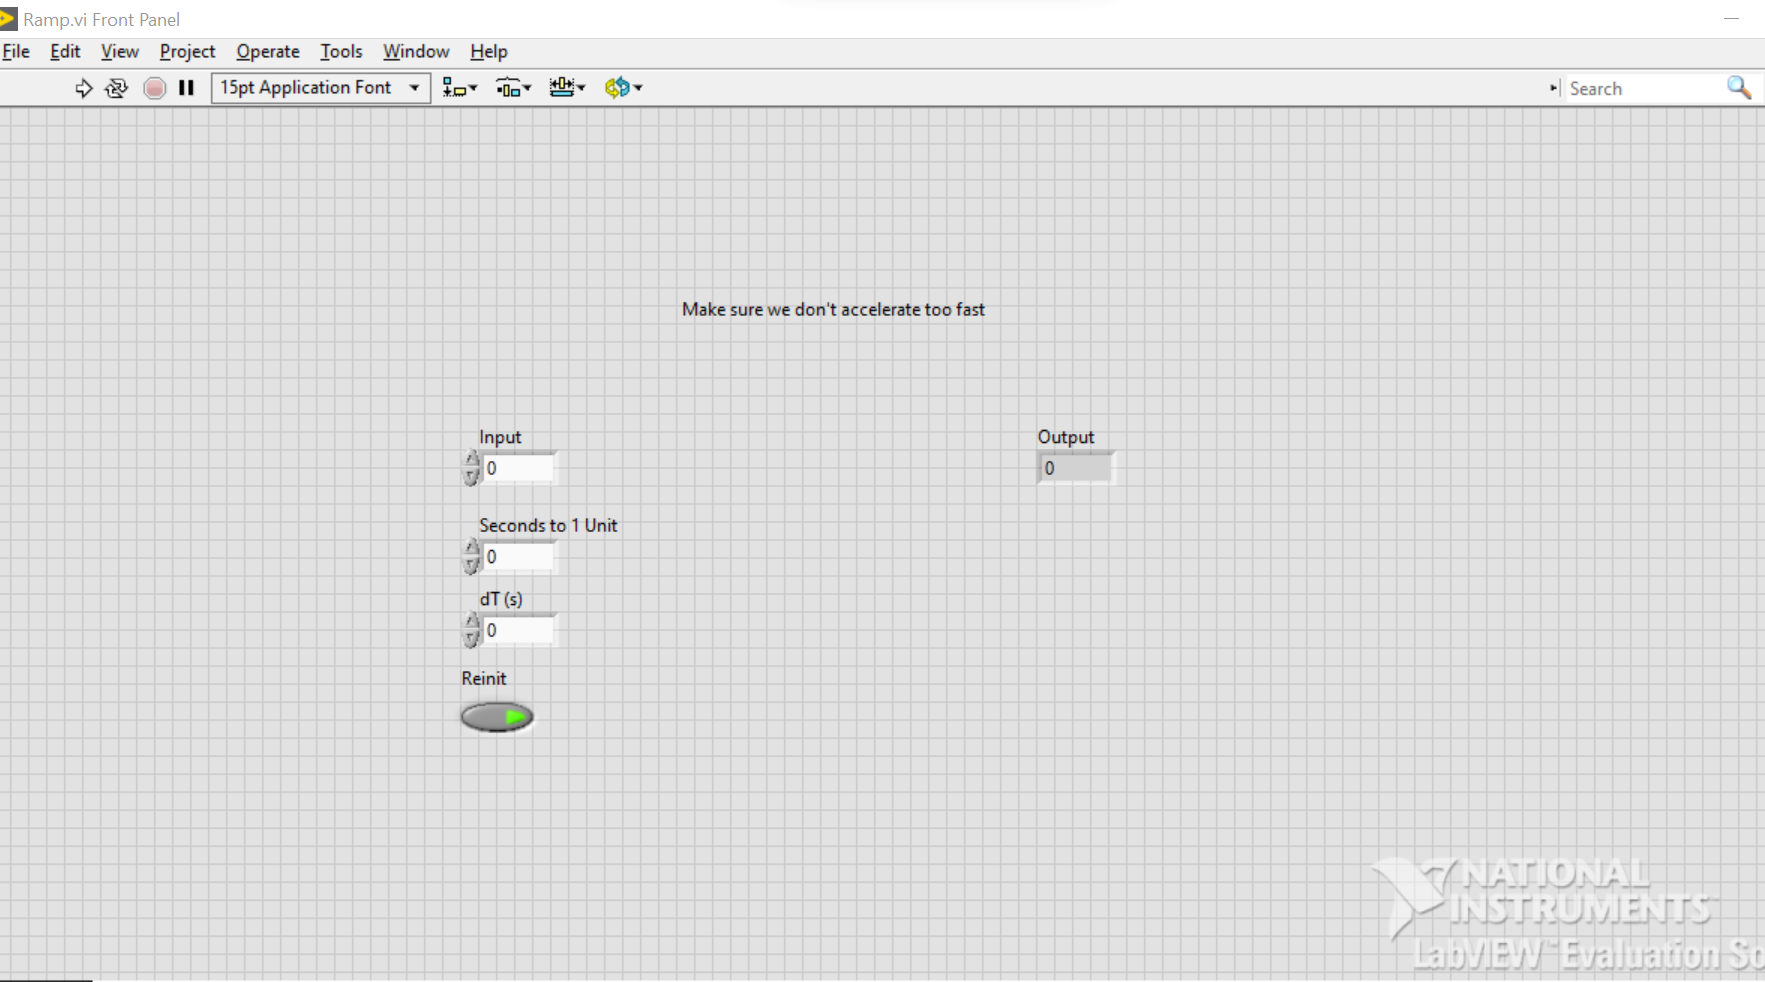 Ramp.vi Front Panel
File Edit View Project Operate Tools Window Help
15pt Application Font
Search
Make sure we don't accelerate too fast
Input
0
Output
0
Seconds to 1 Unit
0
dT (s)
0
Reinit
NATIONAL
INSTRUMENTS
LabVIEW™ Evaluation So